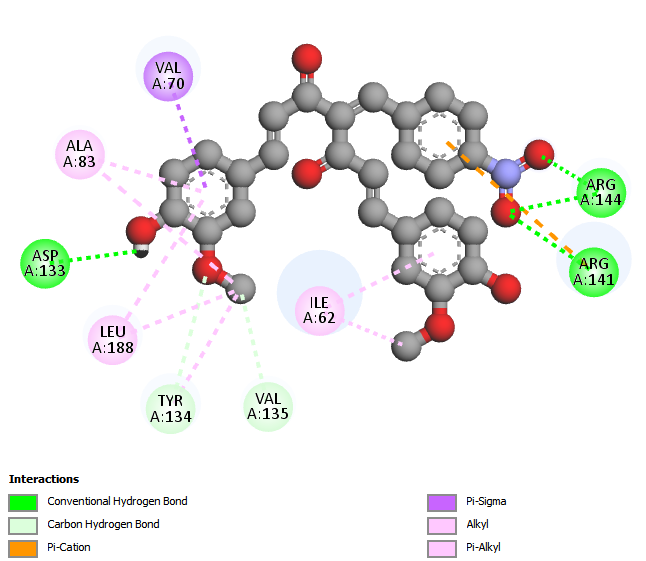 VAL
A:70
ALA
A:83
ARG
A:144
ASP
A:133
ARG
A:141
ILE
A:62
LEU
A:188
TYR
A:134
VAL
A:135
Interactions
Conventional Hydrogen Bond
Carbon Hydrogen Bond
Pi-Cation
Pi-Sigma
Alkyl
Pi-Alkyl